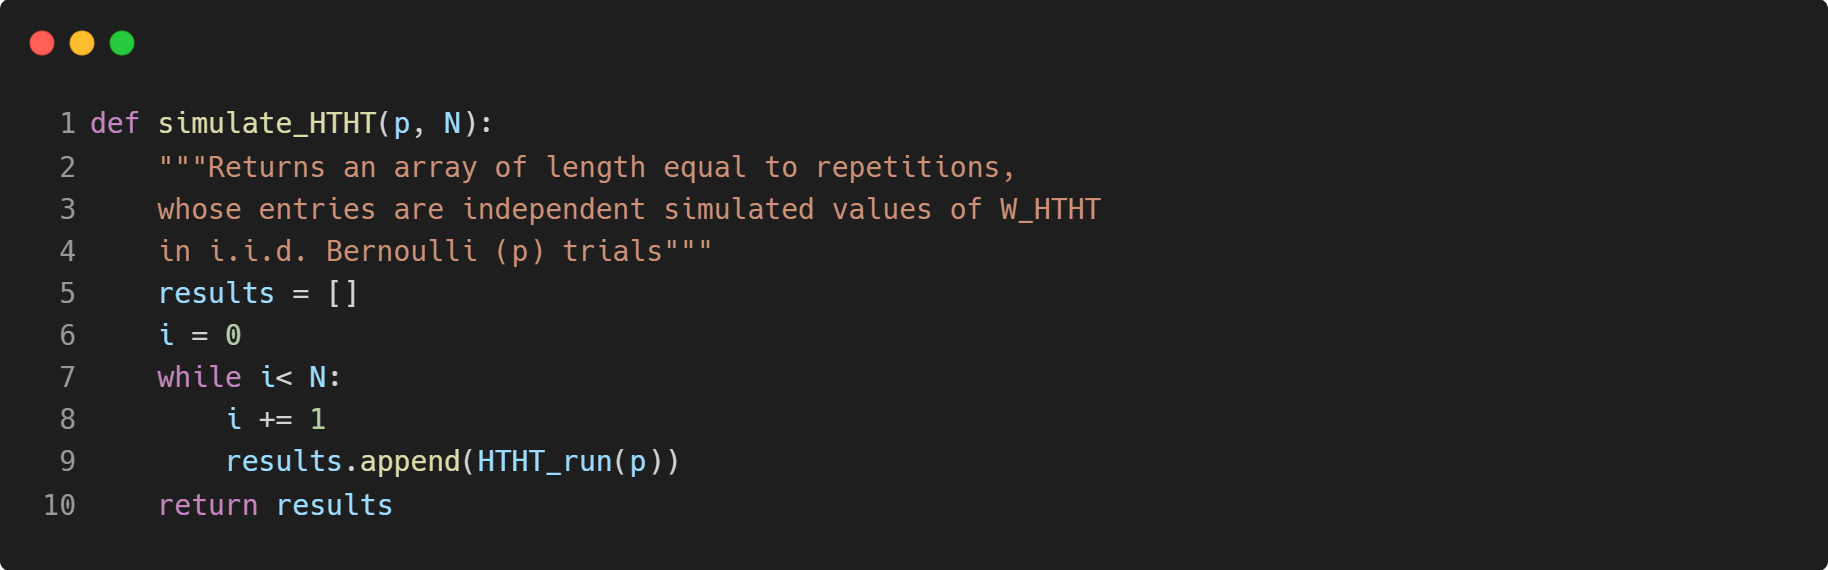 1 def simulate_HTHT(p, N):
2     """Returns an array of length equal to repetitions,
3     whose entries are independent simulated values of W_HTHT
4     in i.i.d. Bernoulli (p) trials"""
5     results = []
6     i = 0
7     while i< N:
8         i += 1
9         results.append(HTHT_run(p))
10     return results